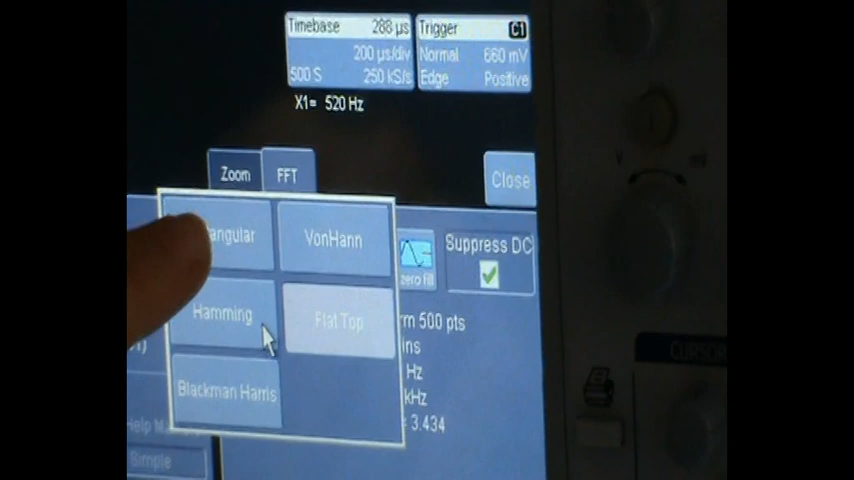 Timebase 288 µs
200 µs/div
500 S 250 kS/s
Trigger C1
Normal 660 mV
Edge Positive
X1= 520 Hz
Zoom
FFT
Close
VonHann
Hamming
Flat Top
Blackman Harris
zero fill
Suppress DC
500 pts
Hz
kHz
= 3.434
Simple
CURSOR